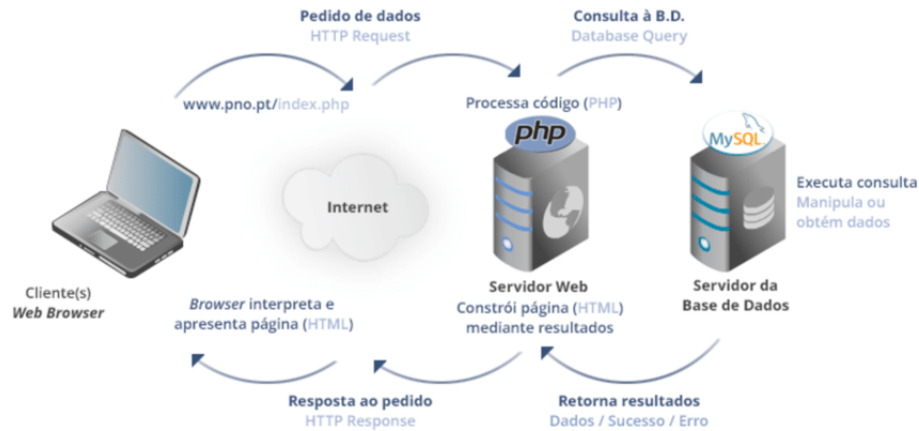 Pedido de dados
HTTP Request
Consulta à B.D.
Database Query
www.pno.pt/index.php
Processa código (PHP)
php
MySQL
Internet
Executa consulta
Manipula ou
obtém dados
Cliente(s)
Web Browser
Browser interpreta e
apresenta página (HTML)
Servidor Web
Constrói página (HTML)
mediante resultados
Servidor da
Base de Dados
Resposta ao pedido
HTTP Response
Retorna resultados
Dados / Sucesso / Erro